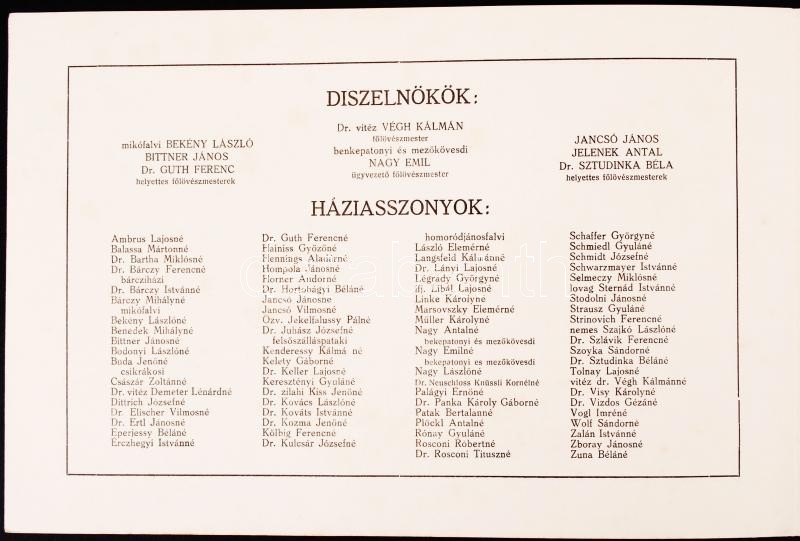 DISZELNÖKÖK:
mikófalvi BEKÉNY LÁSZLÓ
BITTNER JÁNOS
Dr. GUTH FERENC
helyettes főlövészmesterek
Dr. vitéz VÉGH KÁLMÁN
főlövészmester
benkepatonyi és mezőkövesdi
NAGY EMIL
ügyvezető főlövészmester
JANCSÓ JÁNOS
JELENEK ANTAL
Dr. SZTUDINKA BÉLA
helyettes főlövészmesterek
HÁZIASSZONYOK:
Ambrus Lajosné
Balassa Mártonné
Dr. Bartha Miklósné
Dr. Bárczy Ferencné
bárcziházi
Dr. Bárczy Istvánné
Bárczy Mihályné
mikófalvi
Bekény Lászlóné
Benedek Mihályné
Bittner Jánosné
Bodonyi Lászlóné
Buda Jenőné
csikrákosi
Császár Zoltánné
Dr. vitéz Demeter Lénárdné
Dittrich Józsefné
Dr. Elischer Vilmosné
Dr. Ertl Jánosné
Eperjessy Béláné
Érczhegyi Istvánné
Dr. Guth Ferencné
Hainiss Győzőné
Hennings Aladárné
Hompola Jánosné
Horner Andorné
Dr. Hortobágyi Béláné
Jancsó Jánosné
Jancsó Vilmosné
Özv. Jekelfalussy Pálné
Dr. Juhász Józsefné
felsőszálláspataki
Kenderessy Kálmánné
Kelety Gáborné
Dr. Keller Lajosné
Keresztényi Gyuláné
Dr. zilahi Kiss Jenőné
Dr. Kovács Lászlóné
Dr. Kováts Istvánné
Dr. Kozma Jenőné
Kölbig Ferencné
Dr. Kulcsár Józsefné
homoródjánosfalvi
László Elemérné
Langsfeld Kálmánné
Dr. Lányi Lajosné
Légrády Györgyné
ifj. Libál Lajosné
Linke Károlyné
Marsovszky Elemérné
Müller Károlyné
Nagy Antalné
bekepatonyi es mezőkövesdi
Nagy Emilné
bekepatonyi es mezőkövesdi
Nagy Lászlóné
Dr. Neuschloss Knüssli Kornélné
Palágyi Ernőné
Dr. Panka Károly Gáborné
Patak Bertalanné
Plöckl Antalné
Rónay Gyuláné
Rosconi Robertné
Dr. Rosconi Tituszné
Schaffer Györgyné
Schmiedl Gyuláné
Schmidt Józsefné
Schwarzmayer Istvánné
Selmeczy Miklósné
lovag Sternád Istvánné
Stodolni Jánosné
Strausz Gyuláné
Strinovich Ferencné
nemes Szajkó Lászlóné
Dr. Szlávik Ferencné
Szoyka Sándorné
Dr. Sztudinka Béláné
Tolnay Lajosné
vitéz dr. Végh Kálmánné
Dr. Visy Károlyné
Dr. Vizdos Gézáné
Vogl Imréné
Wolf Sándorné
Zalán Istvánné
Zboray Jánosné
Zuna Béláné